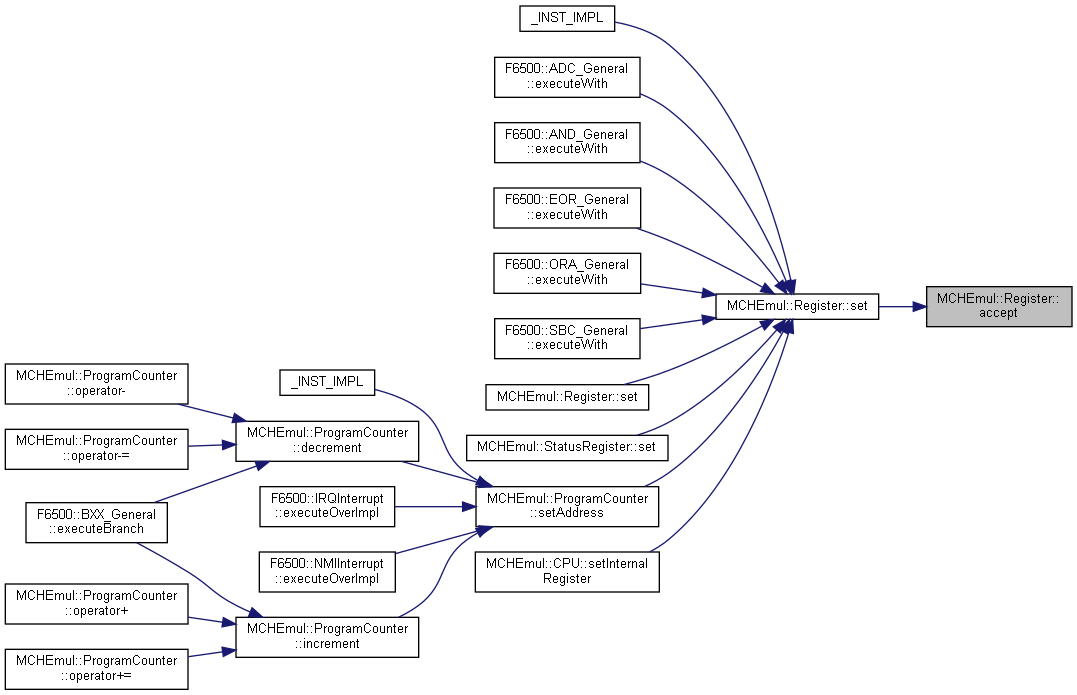 _INST_IMPL
F6500::ADC_General
::executeWith
F6500::AND_General
::executeWith
F6500::EOR_General
::executeWith
F6500::ORA_General
::executeWith
MCHEmul::Register::set
MCHEmul::Register::
accept
F6500::SBC_General
::executeWith
MCHEmul::Register::set
MCHEmul::StatusRegister::set
MCHEmul::ProgramCounter
::operator-
_INST_IMPL
MCHEmul::ProgramCounter
::decrement
MCHEmul::ProgramCounter
::operator-=
MCHEmul::ProgramCounter
::setAddress
F6500::IRQInterrupt
::executeOverImpl
F6500::BXX_General
::executeBranch
F6500::NMIInterrupt
::executeOverImpl
MCHEmul::CPU::setInternal
Register
MCHEmul::ProgramCounter
::operator+
MCHEmul::ProgramCounter
::increment
MCHEmul::ProgramCounter
::operator+=